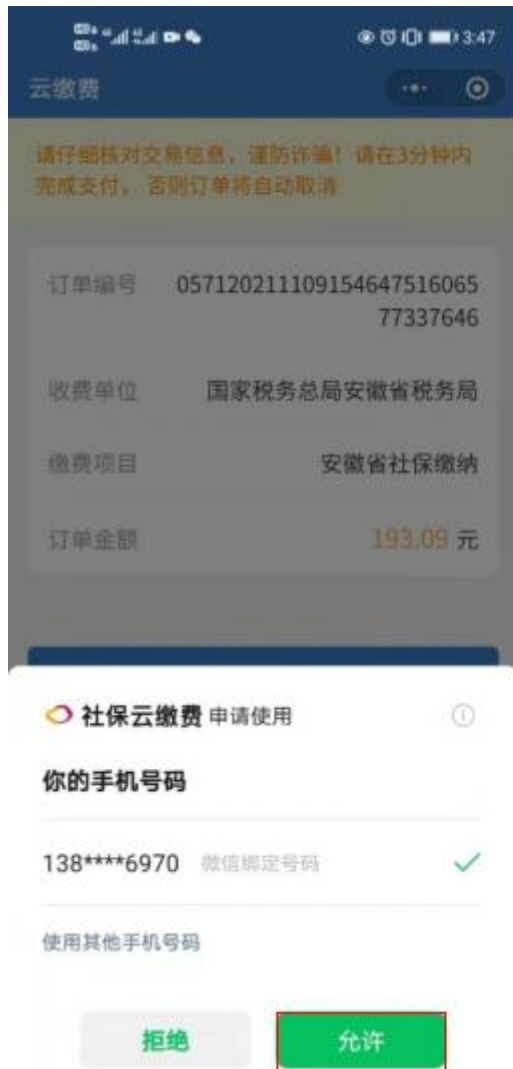 3:47
云缴费
请仔细核对交易信息，谨防诈骗！请在3分钟内
完成支付，否则订单将自动取消
订单编号 057120211109154647516065
77337646
收费单位 国家税务总局安徽省税务局
缴费项目 安徽省社保缴纳
订单金额 193.09 元
社保云缴费 申请使用
你的手机号码
138****6970 微信绑定号码
使用其他手机号码
拒绝 允许